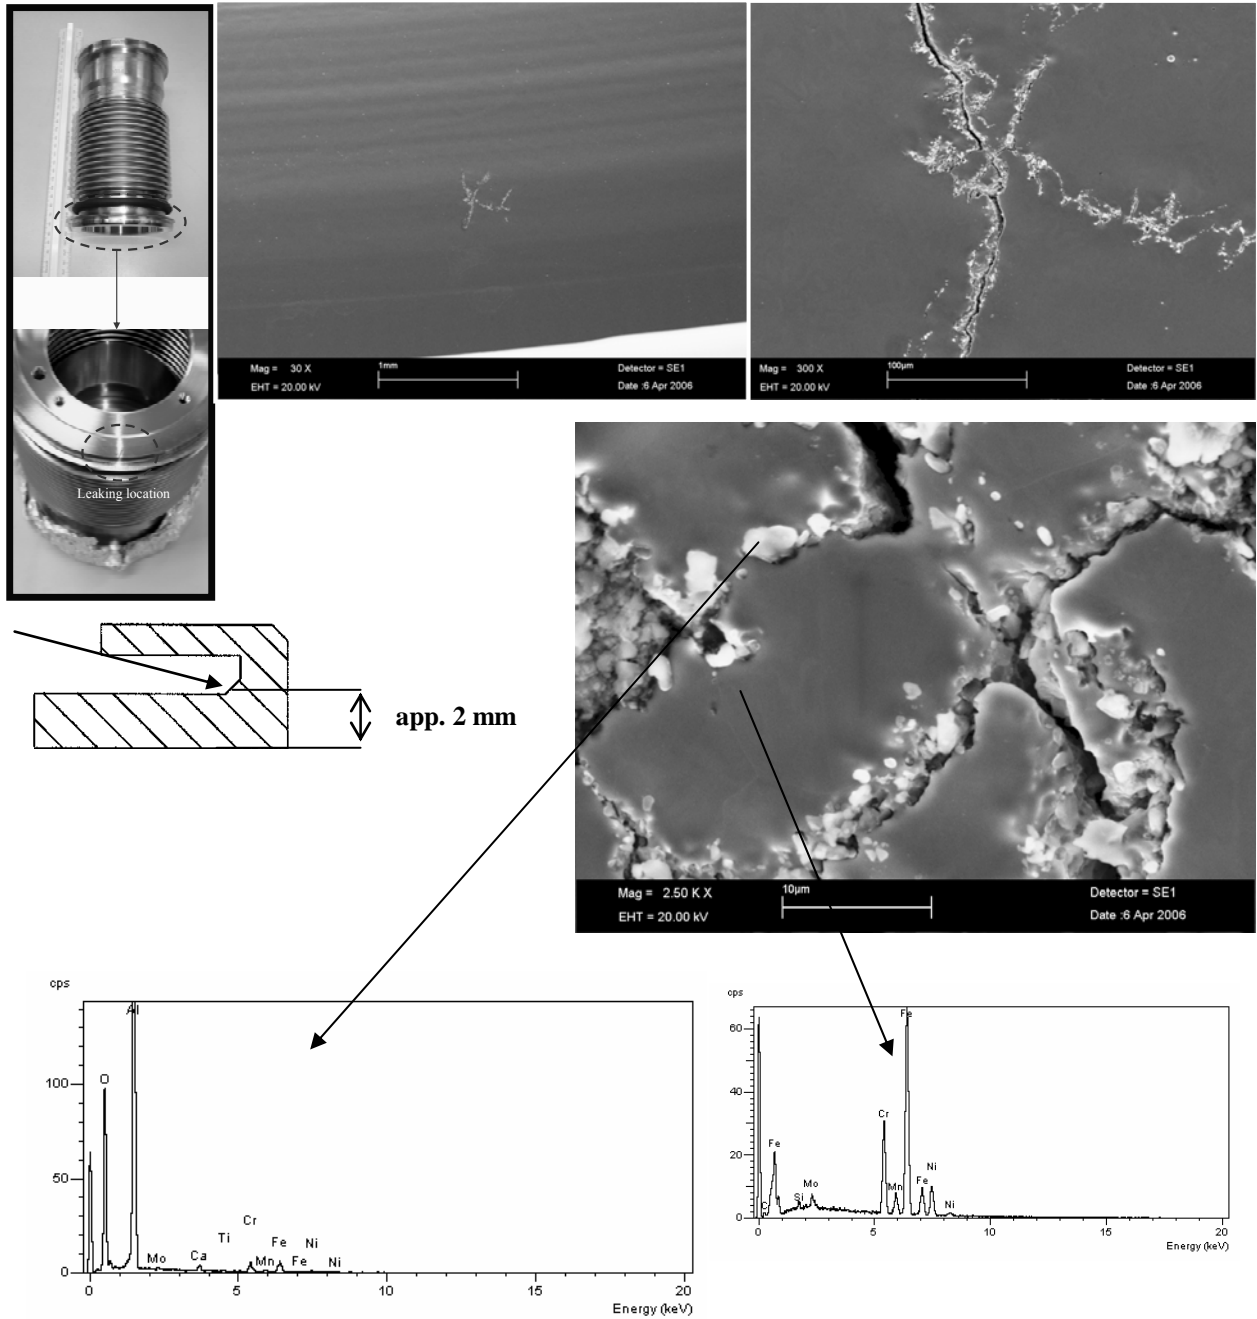 Leaking location
Mag = 30 X
1mm
Detector = SE1
EHT = 20.00 kV
Date :6 Apr 2006
Mag = 300 X
100µm
Detector = SE1
EHT = 20.00 kV
Date :6 Apr 2006
app. 2 mm
Mag = 2.50 K X
10µm
Detector = SE1
EHT = 20.00 kV
Date :6 Apr 2006
cps
Al
O
100
50
0
Mo
Ca
Ti
Cr
Mn
Fe
Fe
Ni
Ni
0 5 10 15 20
Energy (keV)
cps
60
40
20
0
Fe
C
Si
Mo
Cr
Mn
Fe
Fe
Ni
Ni
0 5 10 15 20
Energy (keV)